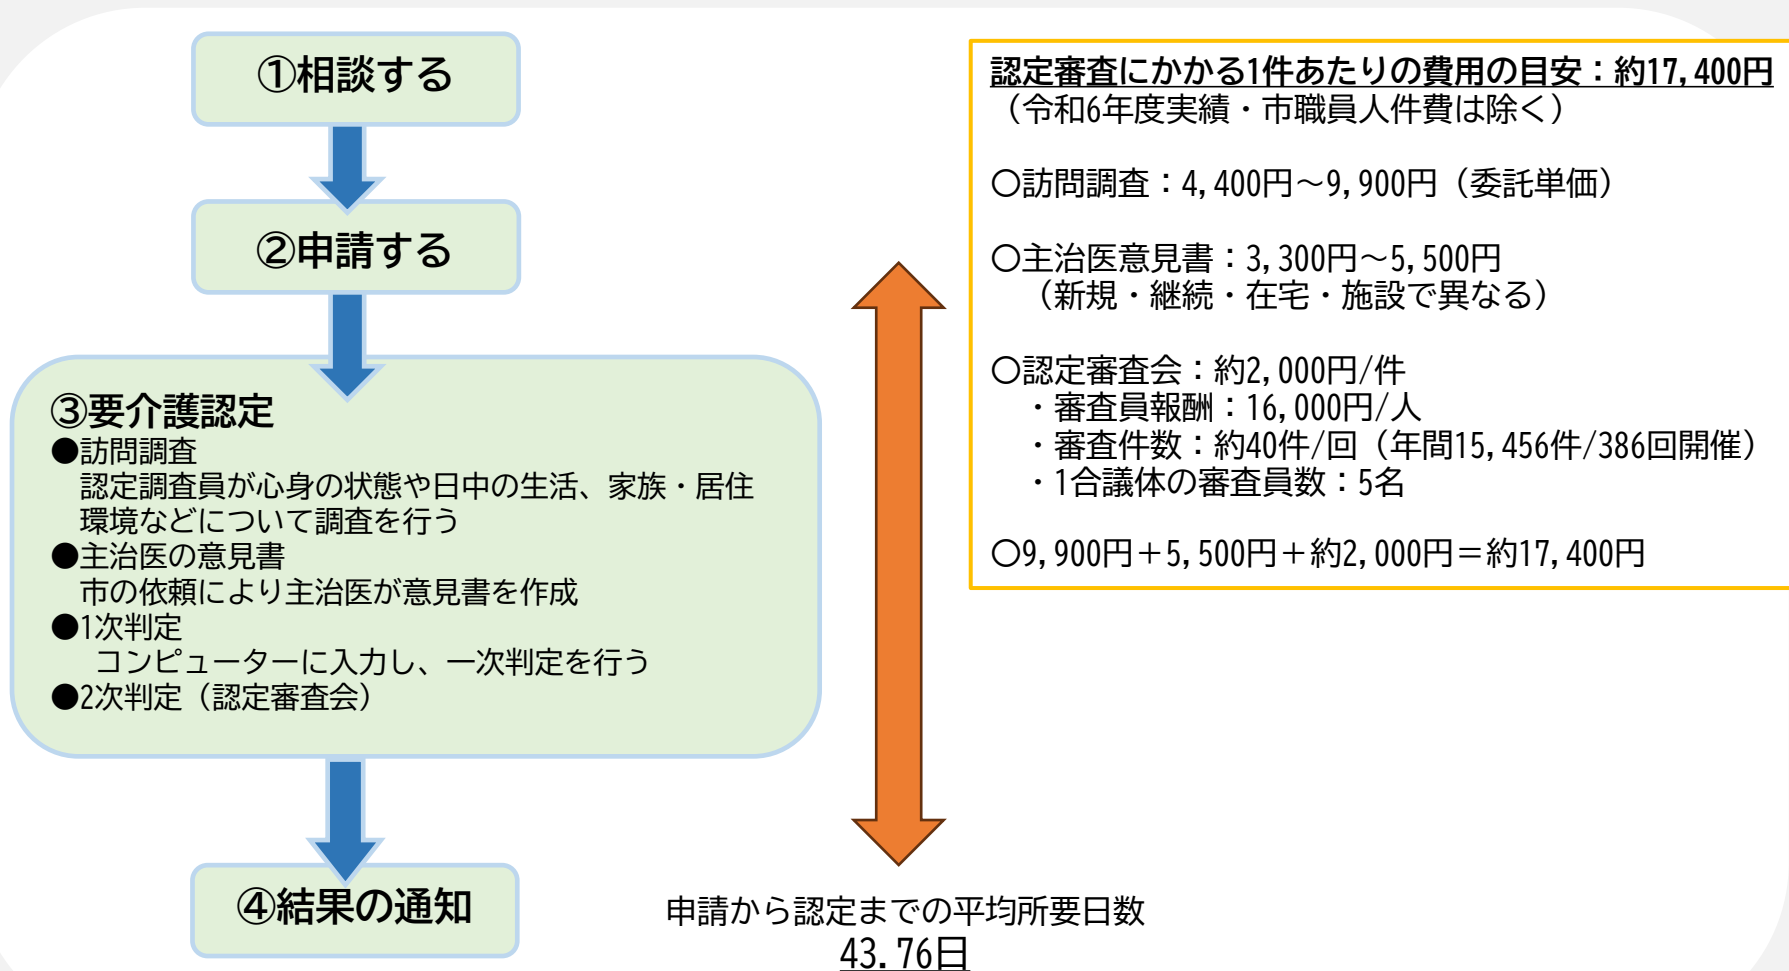 ①相談する
②申請する
③要介護認定
●訪問調査
認定調査員が心身の状態や日中の生活、家族・居住
環境などについて調査を行う
●主治医の意見書
市の依頼により主治医が意見書を作成
●1次判定
コンピューターに入力し、一次判定を行う
●2次判定（認定審査会）
④結果の通知
申請から認定までの平均所要日数
43.76日
認定審査にかかる1件あたりの費用の目安：約17,400円
（令和6年度実績・市職員人件費は除く）
〇訪問調査：4,400円～9,900円（委託単価）
〇主治医意見書：3,300円～5,500円
（新規・継続・在宅・施設で異なる）
〇認定審査会：約2,000円/件
・審査員報酬：16,000円/人
・審査件数：約40件/回（年間15,456件/386回開催）
・1合議体の審査員数：5名
〇9,900円＋5,500円＋約2,000円＝約17,400円